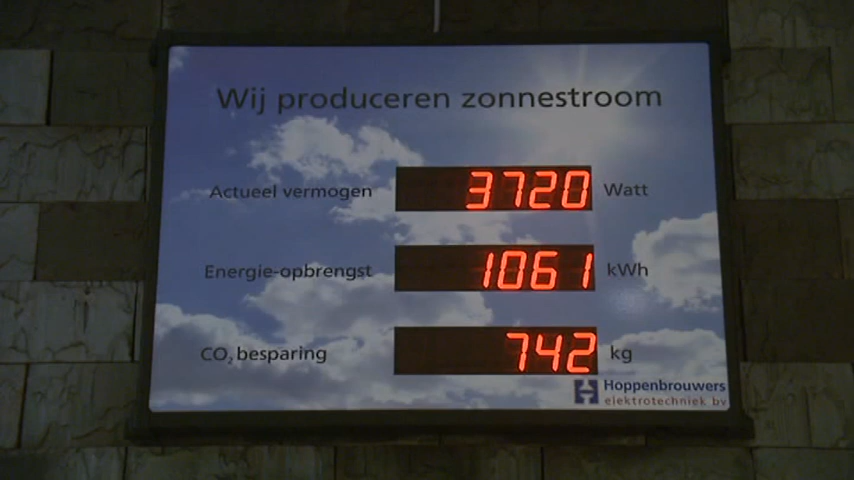 Wij produceren zonnestroom
Actueel vermogen 3720 Watt
Energie-opbrengst 1061 kWh
CO₂ besparing 742 kg
Hoppenbrouwers
elektrotechniek bv